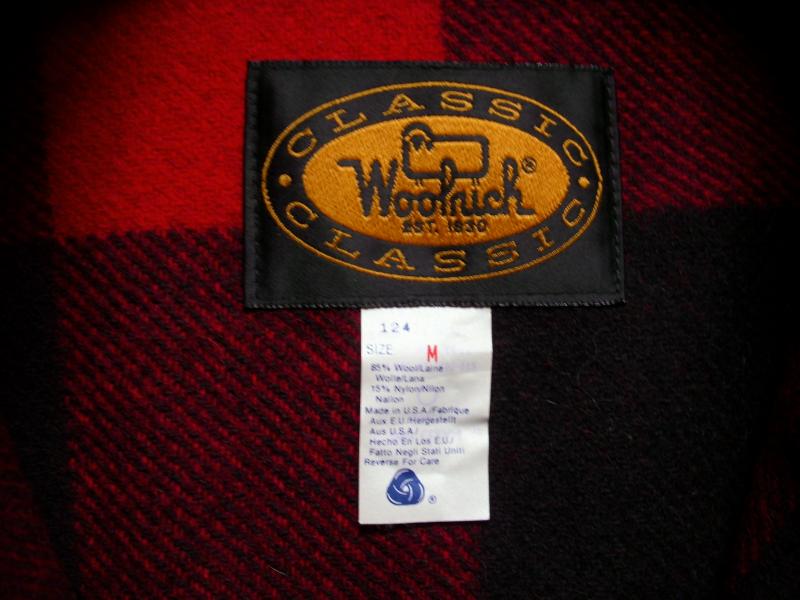 CLASSIC
Woolrich®
EST. 1830
CLASSIC
124
SIZE M
85% Wool/Laine
Wolle/Lana
15% Nylon/Nilon
Nailon
Made in U.S.A./Fabrique
Aux E.U./Hergestellt
Aus U.S.A./
Hecho En Los E.U./
Fatto Negli Stati Uniti
Reverse For Care
®